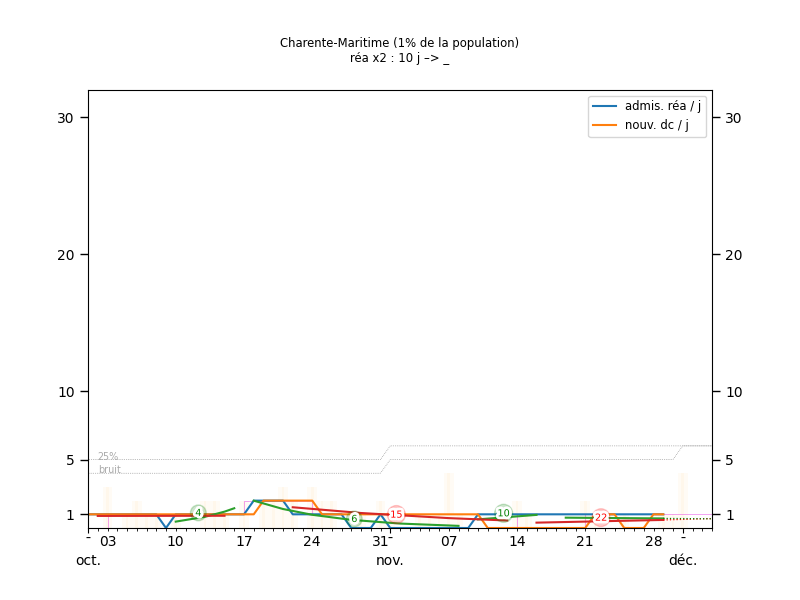 Charente-Maritime (1% de la population)
réa x2 : 10 j –> _
admis. réa / j
nouv. dc / j
30 30
20 20
10 10
5 5
1 1
25%
bruit
4 6 15 10 22
- 03 10 17 24 31 07 14 21 28 -
oct. nov. déc.